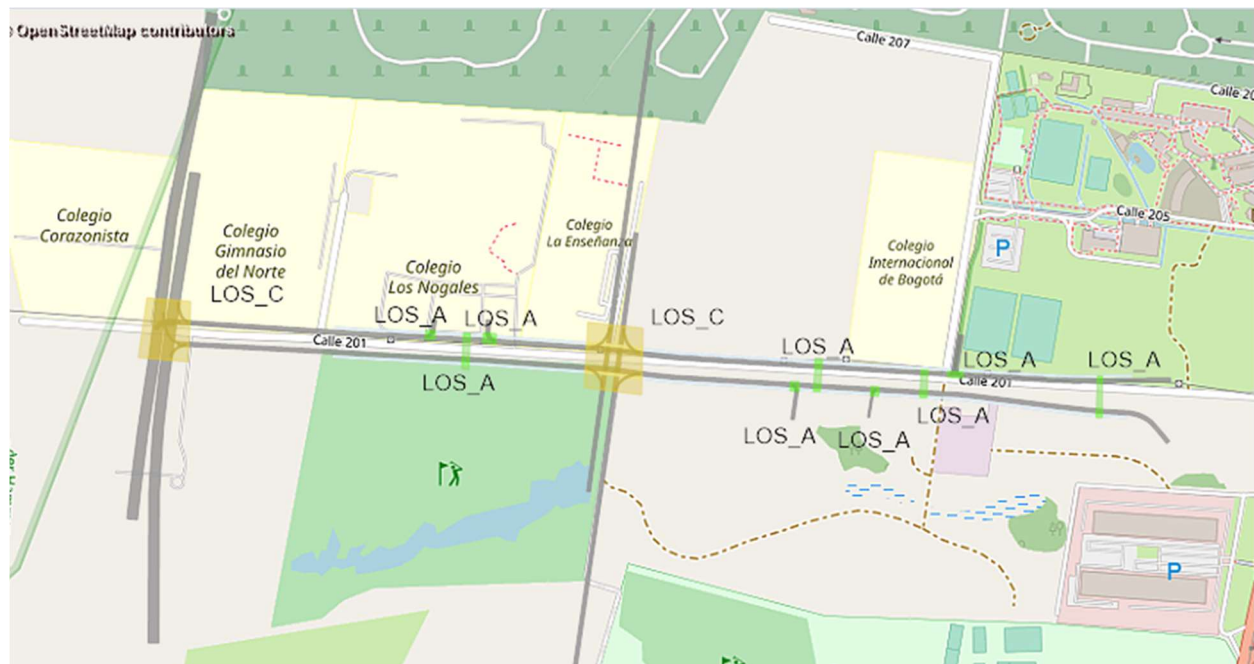 OpenStreetMap contributors
Calle 207
Calle 20
Calle 205
P
Colegio
Corazonista
Colegio
Gimnasio
del Norte
LOS_C
Colegio
Los Nogales
Colegio
La Enseñanza
Colegio
Internacional
de Bogotá
LOS_A
LOS_A
LOS_C
Calle 201
LOS_A
LOS_A
LOS_A
LOS_A
Calle 201
LOS_A
LOS_A
LOS_A
P